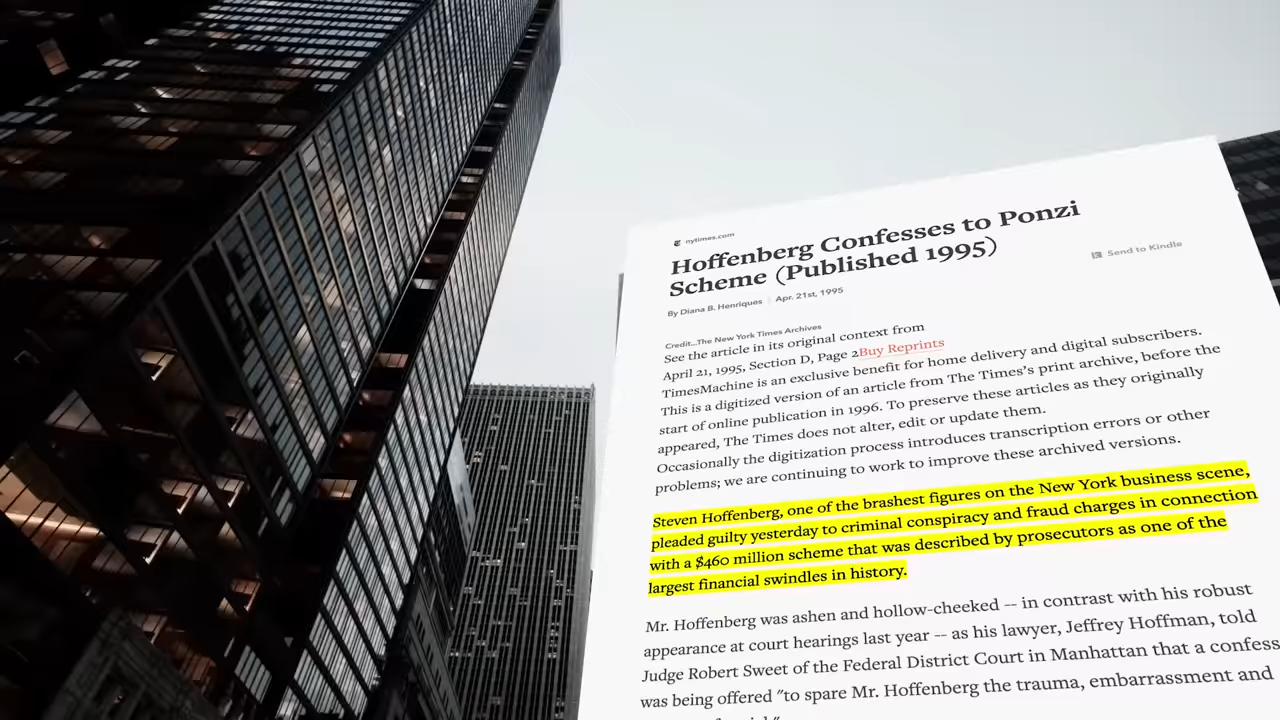 nytimes.com
Hoffenberg Confesses to Ponzi
Scheme (Published 1995)
Send to Kindle
By Diana B. Henriques | Apr. 21st, 1995
Credit...The New York Times Archives
See the article in its original context from
April 21, 1995, Section D, Page 2Buy Reprints
TimesMachine is an exclusive benefit for home delivery and digital subscribers.
This is a digitized version of an article from The Times's print archive, before the
start of online publication in 1996. To preserve these articles as they originally
appeared, The Times does not alter, edit or update them.
Occasionally the digitization process introduces transcription errors or other
problems; we are continuing to work to improve these archived versions.
Steven Hoffenberg, one of the brashest figures on the New York business scene,
pleaded guilty yesterday to criminal conspiracy and fraud charges in connection
with a $460 million scheme that was described by prosecutors as one of the
largest financial swindles in history.
Mr. Hoffenberg was ashen and hollow-cheeked -- in contrast with his robust
appearance at court hearings last year -- as his lawyer, Jeffrey Hoffman, told
Judge Robert Sweet of the Federal District Court in Manhattan that a confess
was being offered "to spare Mr. Hoffenberg the trauma, embarrassment and